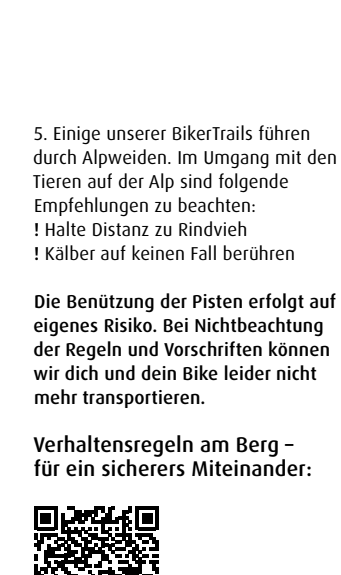 5. Einige unserer BikerTrails führen
durch Alpweiden. Im Umgang mit den
Tieren auf der Alp sind folgende
Empfehlungen zu beachten:
! Halte Distanz zu Rindvieh
! Kälber auf keinen Fall berühren
Die Benützung der Pisten erfolgt auf
eigenes Risiko. Bei Nichtbeachtung
der Regeln und Vorschriften können
wir dich und dein Bike leider nicht
mehr transportieren.
Verhaltensregeln am Berg –
für ein sicherers Miteinander: